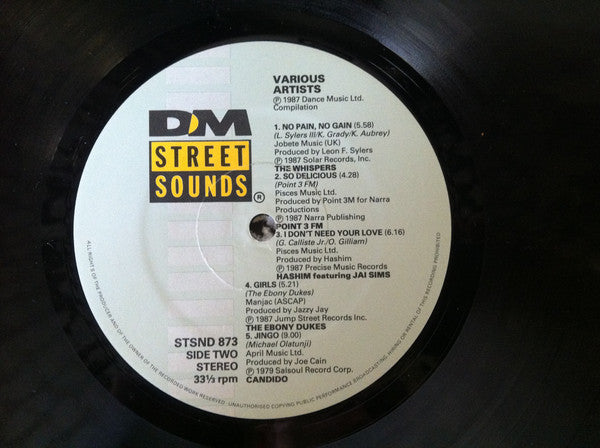 DM
STREET
SOUNDS ®
VARIOUS
ARTISTS
℗ 1987 Dance Music Ltd.
Compilation
1. NO PAIN, NO GAIN (5.58)
(L. Sylers III/K. Grady/K. Aubrey)
Jobete Music (UK)
Produced by Leon F. Sylers
℗ 1987 Solar Records, Inc.
THE WHISPERS
2. SO DELICIOUS (4.28)
(Point 3 FM)
Pisces Music Ltd.
Produced by Point 3M for Narra
Productions
℗ 1987 Narra Publishing
POINT 3 FM
3. I DON'T NEED YOUR LOVE (6.16)
(G. Calliste Jr./O. Gilliam)
Pisces Music Ltd.
Produced by Hashim
℗ 1987 Precise Music Records
HASHIM featuring JAI SIMS
4. GIRLS (5.21)
(The Ebony Dukes)
Manjac (ASCAP)
Produced by Jazzy Jay
℗ 1987 Jump Street Records, Inc.
THE EBONY DUKES
5. JINGO (9.30)
(Michael Olatunji)
April Music Ltd.
Produced by Joe Cain
℗ 1979 Salsoul Record Corp.
CANDIDO
STSND 873
SIDE TWO
STEREO
33⅓ rpm
ALL RIGHTS OF THE PRODUCER AND OF THE OWNER OF THE RECORDED WORK RESERVED · UNAUTHORISED COPYING PUBLIC PERFORMANCE BROADCASTING HIRING OR RENTAL OF THIS RECORDING PROHIBITED